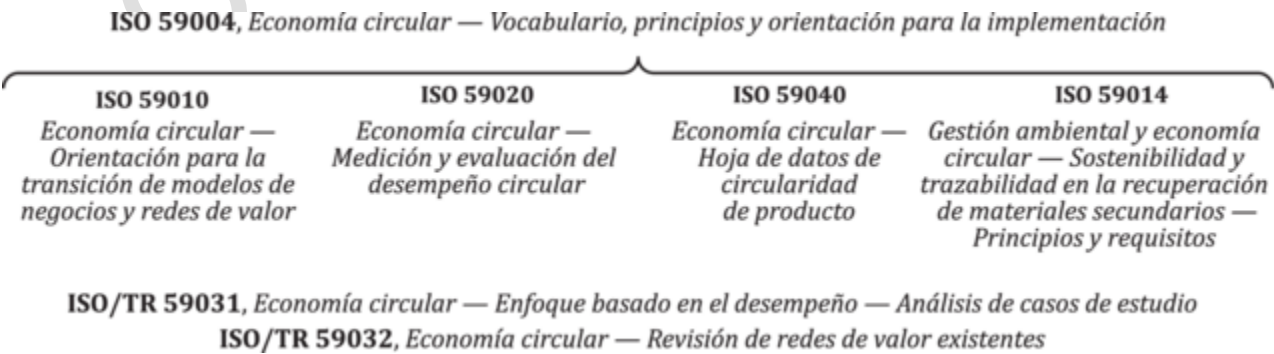 ISO 59004, Economía circular — Vocabulario, principios y orientación para la implementación
ISO 59010
Economía circular —
Orientación para la
transición de modelos de
negocios y redes de valor
ISO 59020
Economía circular —
Medición y evaluación del
desempeño circular
ISO 59040
Economía circular —
Hoja de datos de
circularidad
de producto
ISO 59014
Gestión ambiental y economía
circular — Sostenibilidad y
trazabilidad en la recuperación
de materiales secundarios —
Principios y requisitos
ISO/TR 59031, Economía circular — Enfoque basado en el desempeño — Análisis de casos de estudio
ISO/TR 59032, Economía circular — Revisión de redes de valor existentes